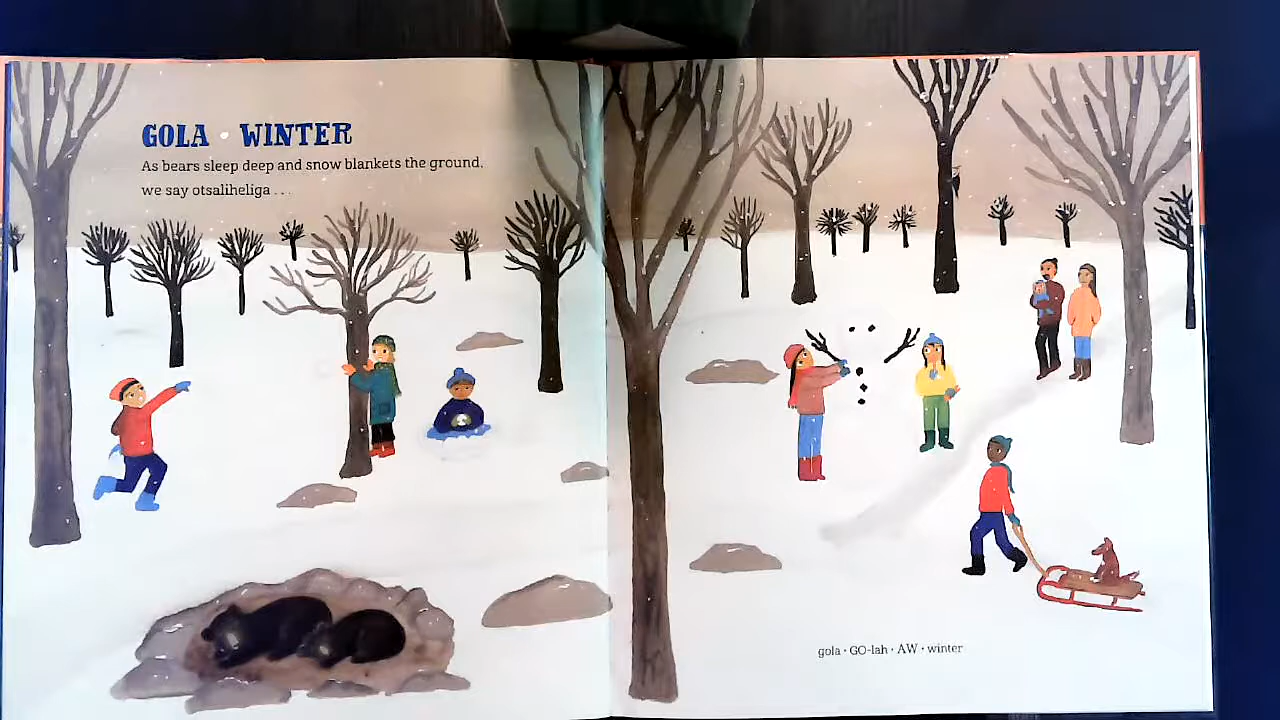 GOLA • WINTER
As bears sleep deep and snow blankets the ground,
we say otsaliheliga . . .
gola • GO-lah • AW • winter